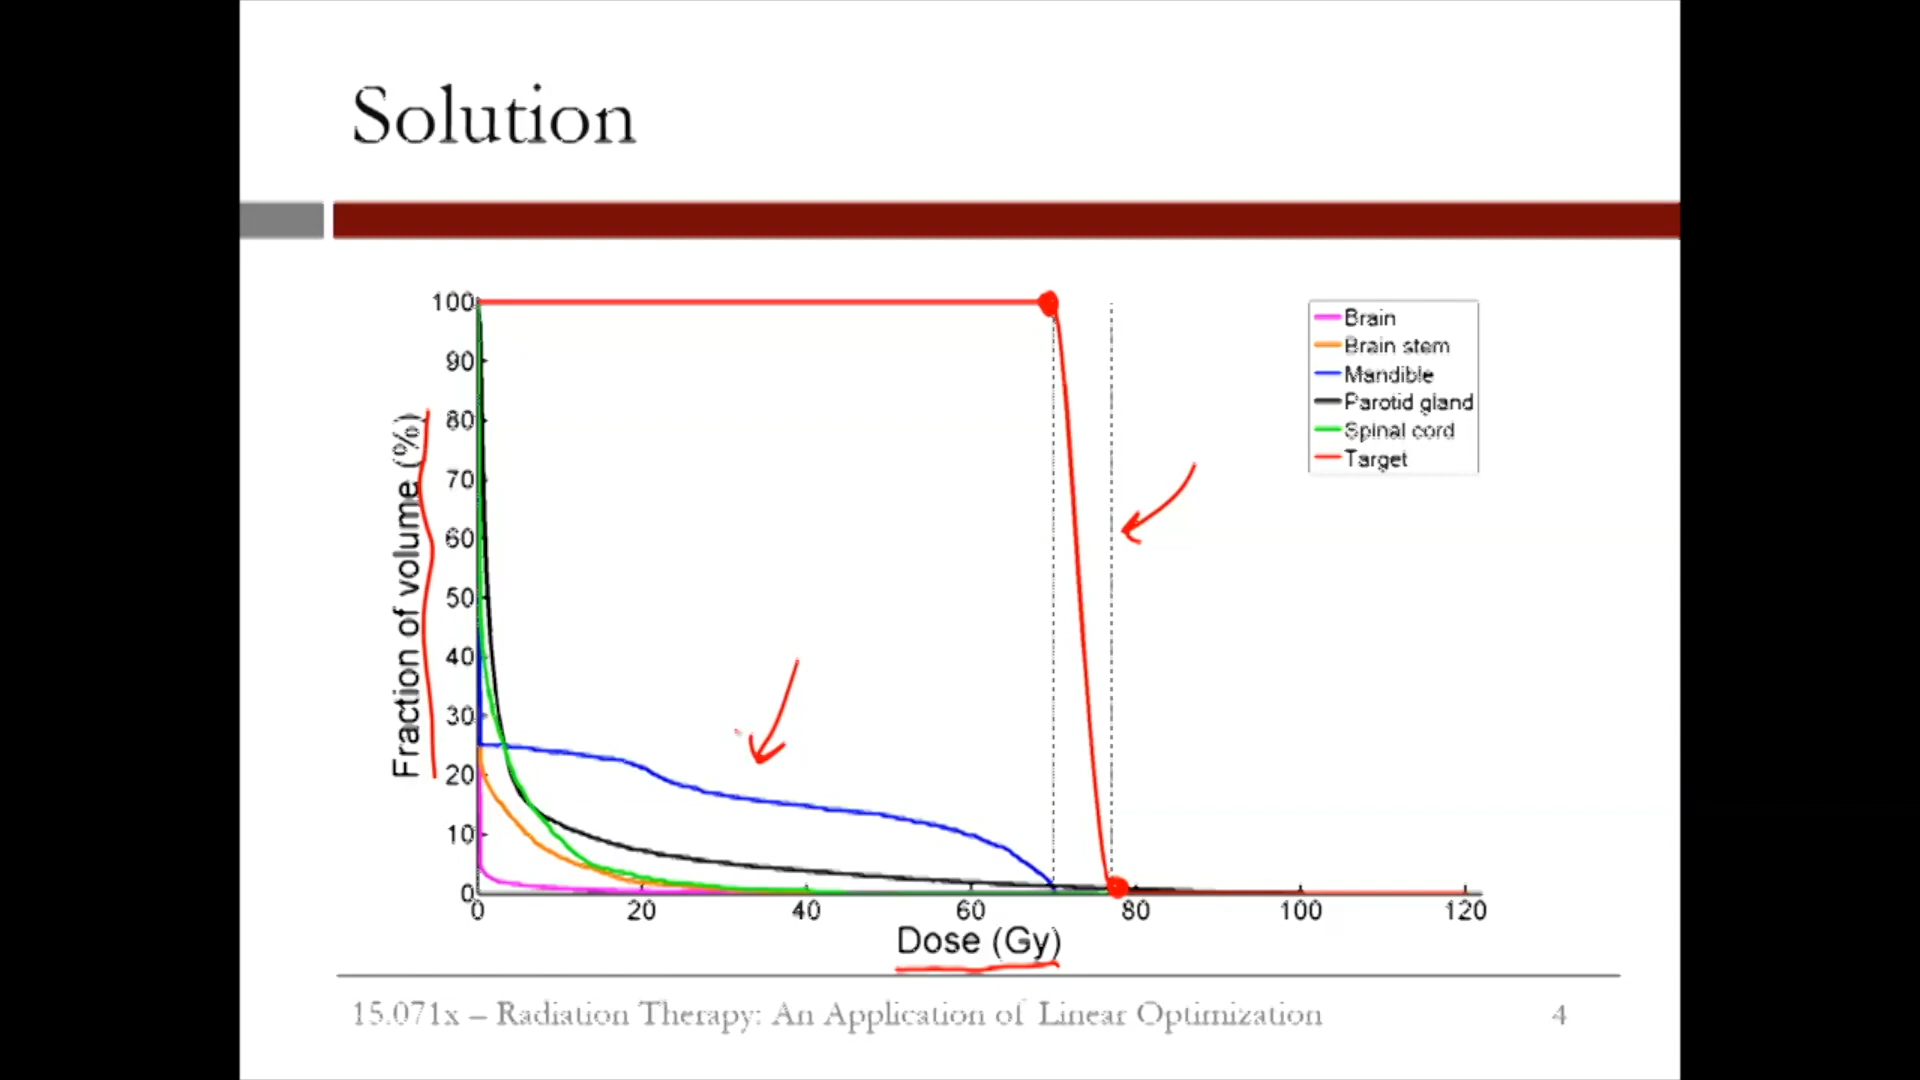 Solution
100
90
80
70
60
50
40
30
20
10
0
Fraction of volume (%)
0 20 40 60 80 100 120
Dose (Gy)
Brain
Brain stem
Mandible
Parotid gland
Spinal cord
Target
15.071x – Radiation Therapy: An Application of Linear Optimization 4